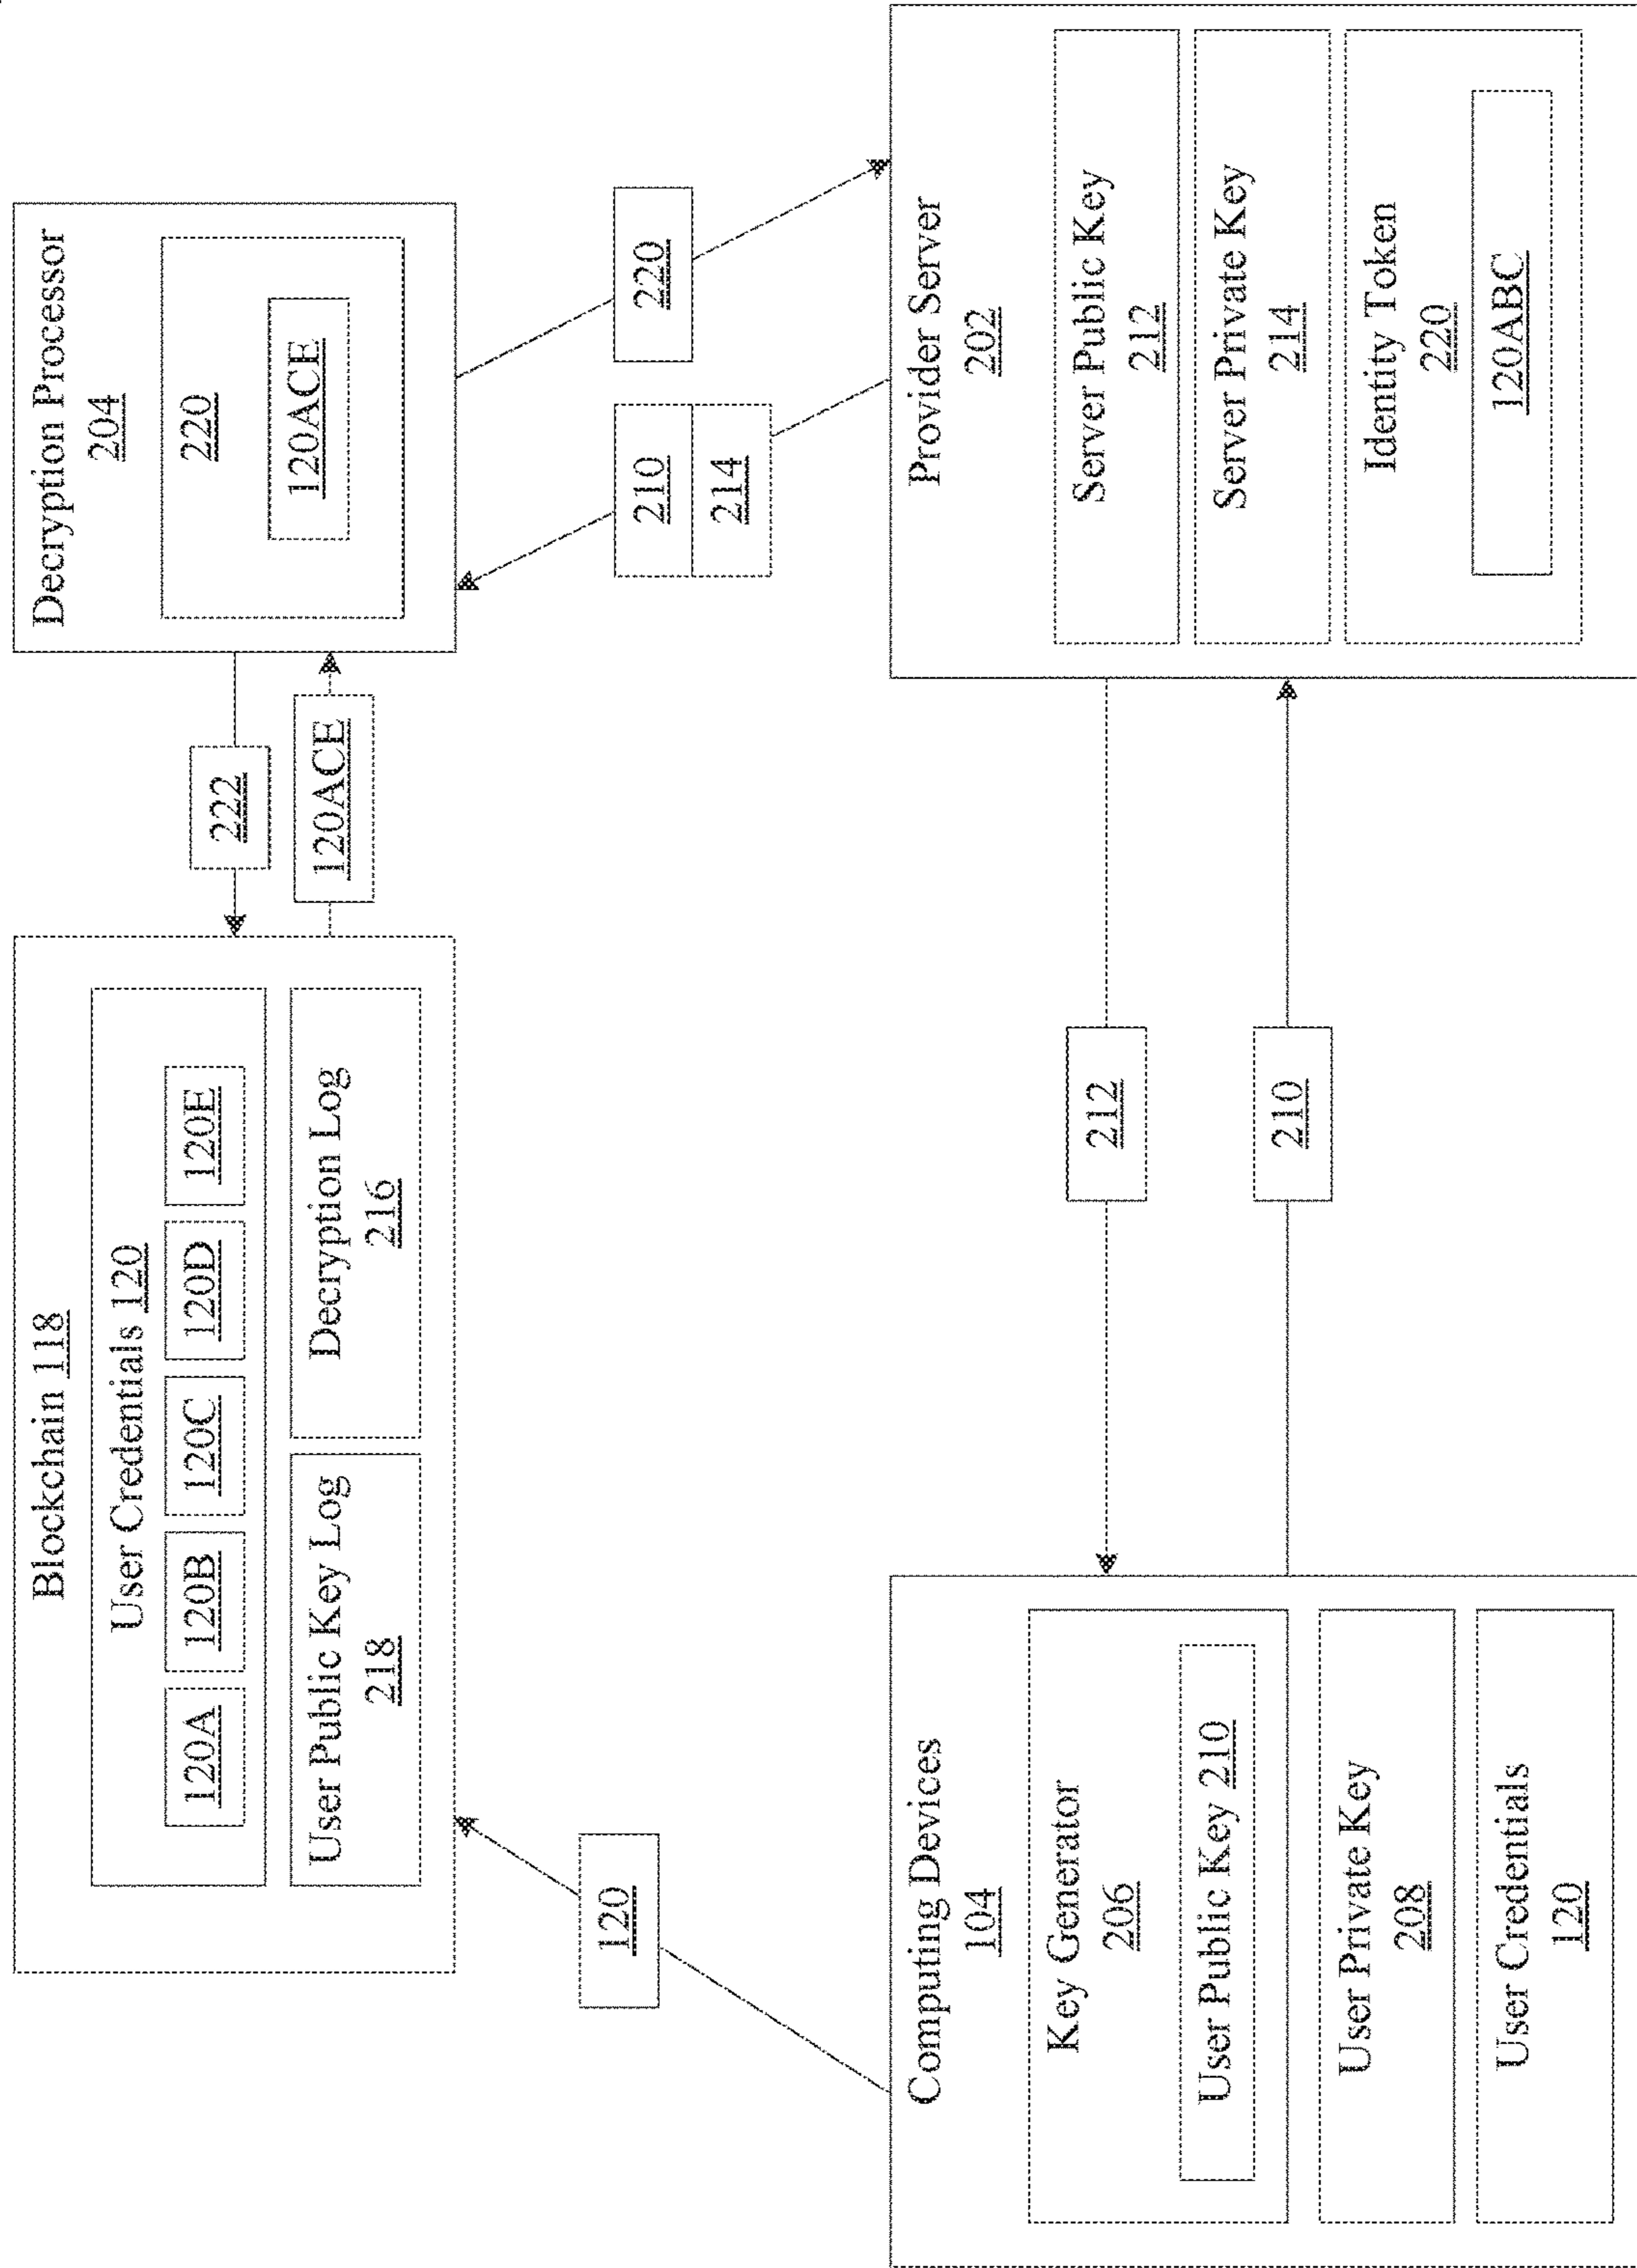 Blockchain 118
User Credentials 120
120A
120B
120C
120D
120E
User Public Key Log
218
Decryption Log
216
222
120ACE
Decryption Processor
204
220
120ACE
120
210
214
220
Computing Devices
104
Key Generator
206
User Public Key 210
User Private Key
208
User Credentials
120
212
210
Provider Server
202
Server Public Key
212
Server Private Key
214
Identity Token
220
120ABC